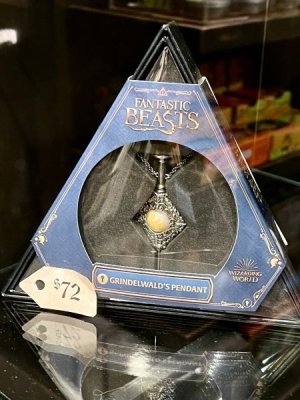 FANTASTIC
BEASTS
GRINDELWALD'S PENDANT
WIZARDING
WORLD
$72